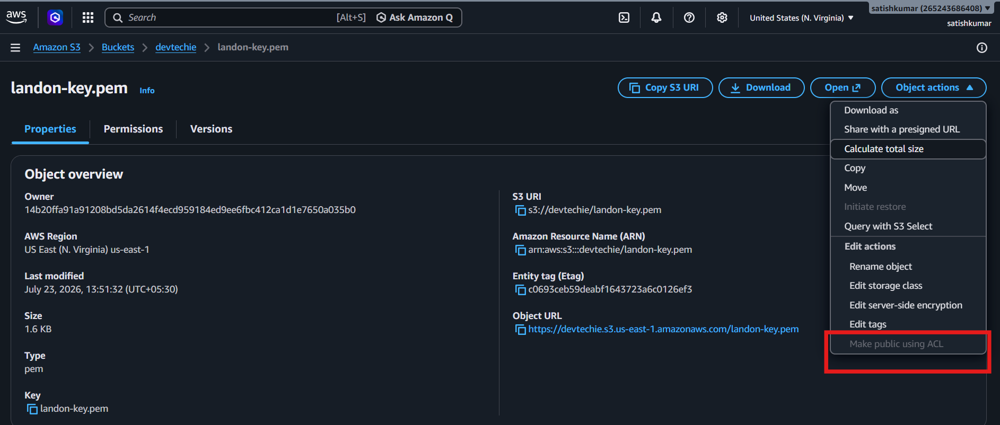 aws
Search [Alt+S] Ask Amazon Q
United States (N. Virginia) ▼
satishkumar (265243686408) ▼
satishkumar
Amazon S3 > Buckets > devtechie > landon-key.pem
landon-key.pem Info
Copy S3 URI
Download
Open
Object actions ▲
Download as
Share with a presigned URL
Calculate total size
Copy
Move
Initiate restore
Query with S3 Select
Edit actions
Rename object
Edit storage class
Edit server-side encryption
Edit tags
Make public using ACL
Properties
Permissions
Versions
Object overview
Owner
14b20ffa91a91208bd5da2614f4ecd959184ed9ee6fbc412ca1d1e7650a035b0
AWS Region
US East (N. Virginia) us-east-1
Last modified
July 23, 2026, 13:51:32 (UTC+05:30)
Size
1.6 KB
Type
pem
Key
landon-key.pem
S3 URI
s3://devtechie/landon-key.pem
Amazon Resource Name (ARN)
arn:aws:s3:::devtechie/landon-key.pem
Entity tag (Etag)
c0693ceb59deabf1643723a6c0126ef3
Object URL
https://devtechie.s3.us-east-1.amazonaws.com/landon-key.pem